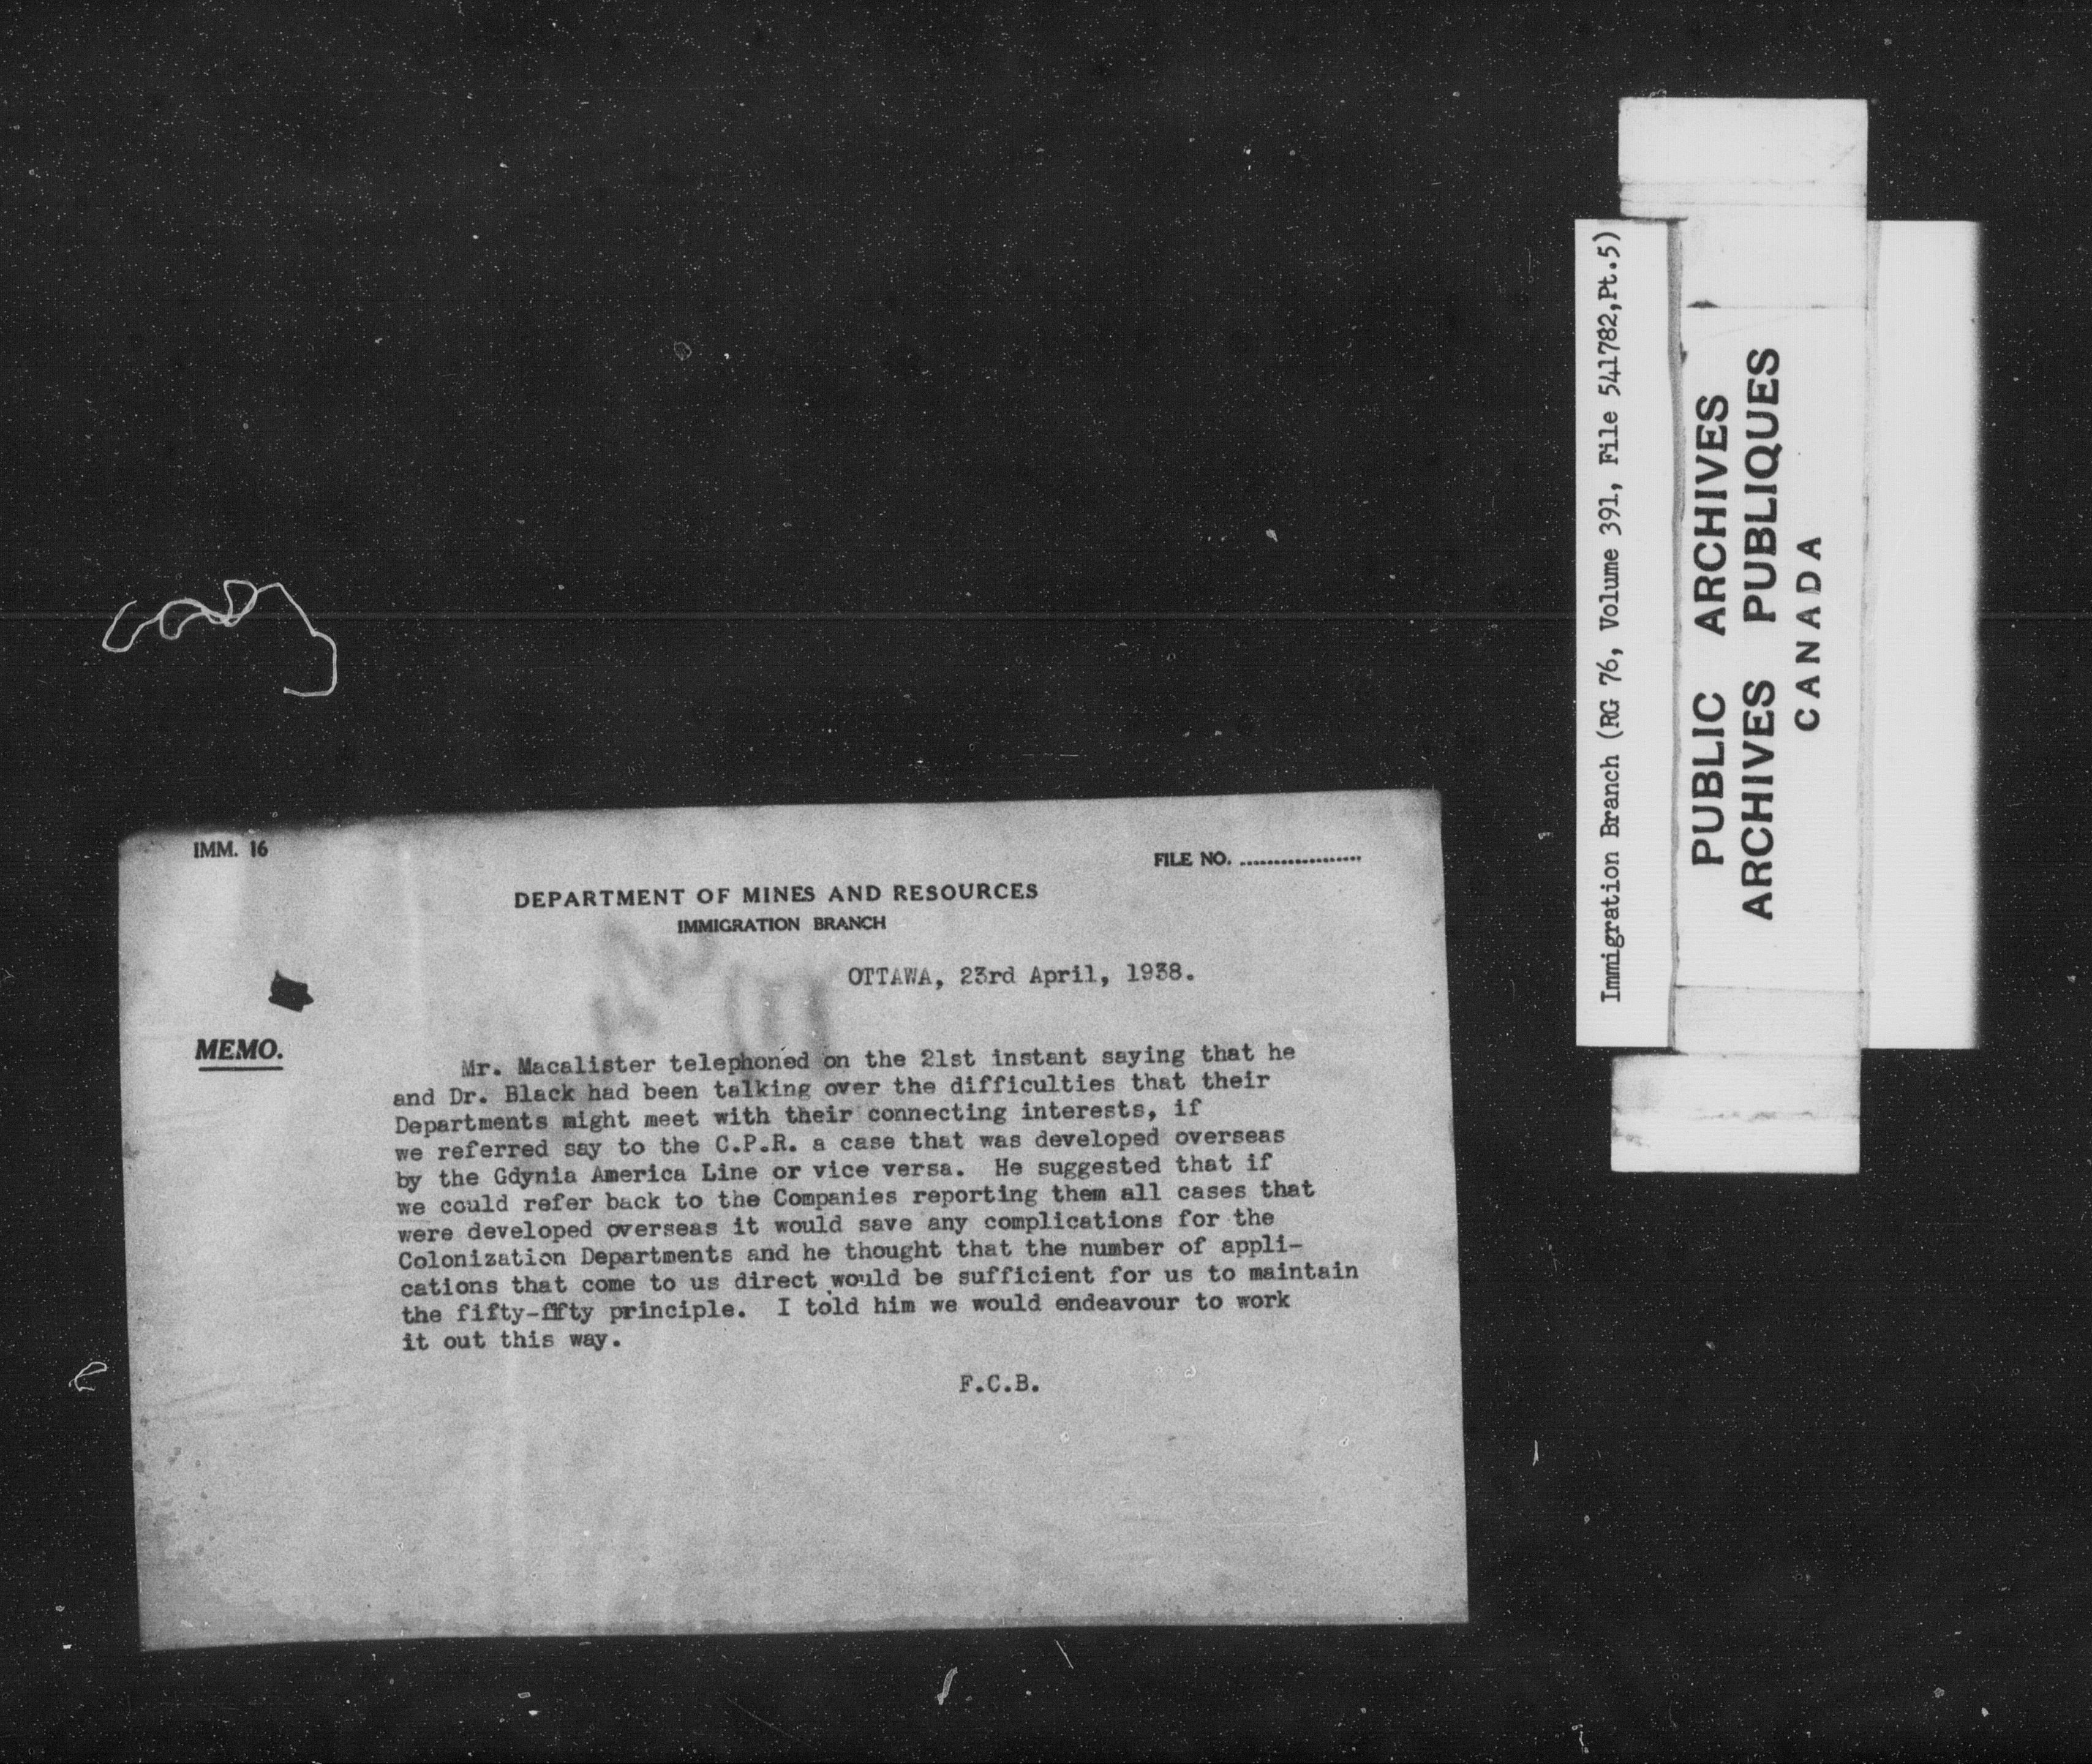 IMM. 16
FILE NO. ...................
DEPARTMENT OF MINES AND RESOURCES
IMMIGRATION BRANCH
OTTAWA, 23rd April, 1938.
MEMO.
Mr. Macalister telephoned on the 21st instant saying that he
and Dr. Black had been talking over the difficulties that their
Departments might meet with their connecting interests, if
we referred say to the C.P.R. a case that was developed overseas
by the Gdynia America Line or vice versa. He suggested that if
we could refer back to the Companies reporting them all cases that
were developed overseas it would save any complications for the
Colonization Departments and he thought that the number of appli-
cations that come to us direct would be sufficient for us to maintain
the fifty-fifty principle. I told him we would endeavour to work
it out this way.
F.C.B.
Immigration Branch (RG 76, Volume 391, File 541782,Pt.5)
PUBLIC ARCHIVES
ARCHIVES PUBLIQUES
CANADA